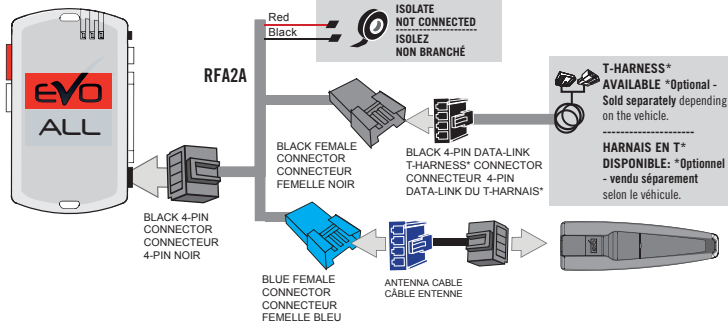 EVO
ALL
RFA2A
Red
Black
ISOLATE
NOT CONNECTED
ISOLEZ
NON BRANCHÉ
BLACK 4-PIN
CONNECTOR
CONNECTEUR
4-PIN NOIR
BLACK FEMALE
CONNECTOR
CONNECTEUR
FEMELLE NOIR
BLACK 4-PIN DATA-LINK
T-HARNESS* CONNECTOR
CONNECTEUR 4-PIN
DATA-LINK DU T-HARNAIS*
T-HARNESS*
AVAILABLE *Optional -
Sold separately depending
on the vehicle.
HARNAIS EN T*
DISPONIBLE: *Optionnel
- vendu séparement
selon le véhicule.
BLUE FEMALE
CONNECTOR
CONNECTEUR
FEMELLE BLEU
ANTENNA CABLE
CÂBLE ENTENNE